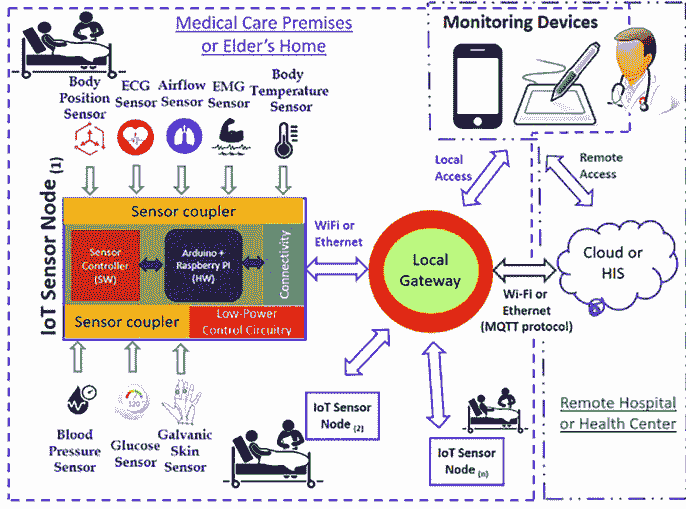 Medical Care Premises
or Elder's Home
Monitoring Devices
Body
Position
Sensor
ECG
Sensor
Airflow
Sensor
EMG
Sensor
Body
Temperature
Sensor
Local
Access
Remote
Access
IoT Sensor Node (1)
Sensor coupler
Sensor
Controller
(SW)
Arduino +
Raspberry PI
(HW)
Connectivity
Sensor coupler
Low-Power
Control Circuitry
WiFi or
Ethernet
Local
Gateway
Cloud or
HIS
Wi-Fi or
Ethernet
(MQTT protocol)
120
Blood
Pressure
Sensor
Glucose
Sensor
Galvanic
Skin
Sensor
IoT Sensor
Node (2)
IoT Sensor
Node (n)
Remote Hospital
or Health Center